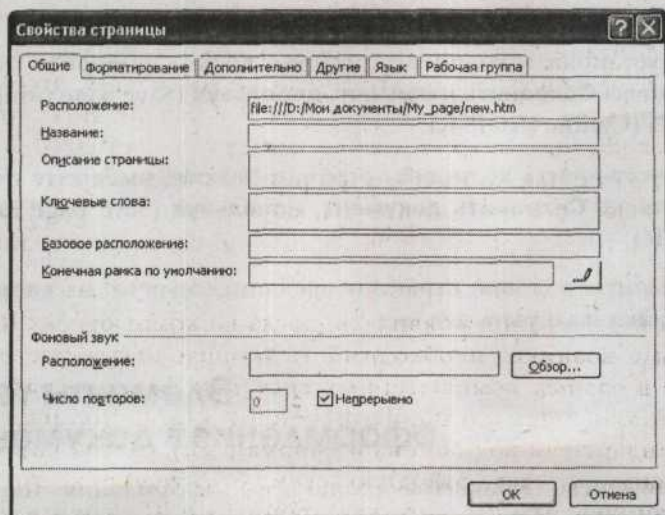 Свойства страницы
Общие Форматирование Дополнительно Другие Язык Рабочая группа
Расположение: file:///D:/Мои документы/My_page/new.htm
Название:
Описание страницы:
Ключевые слова:
Базовое расположение:
Конечная рамка по умолчанию:
Фоновый звук
Расположение: Обзор...
Число повторов: 0 Непрерывно
OK Отмена